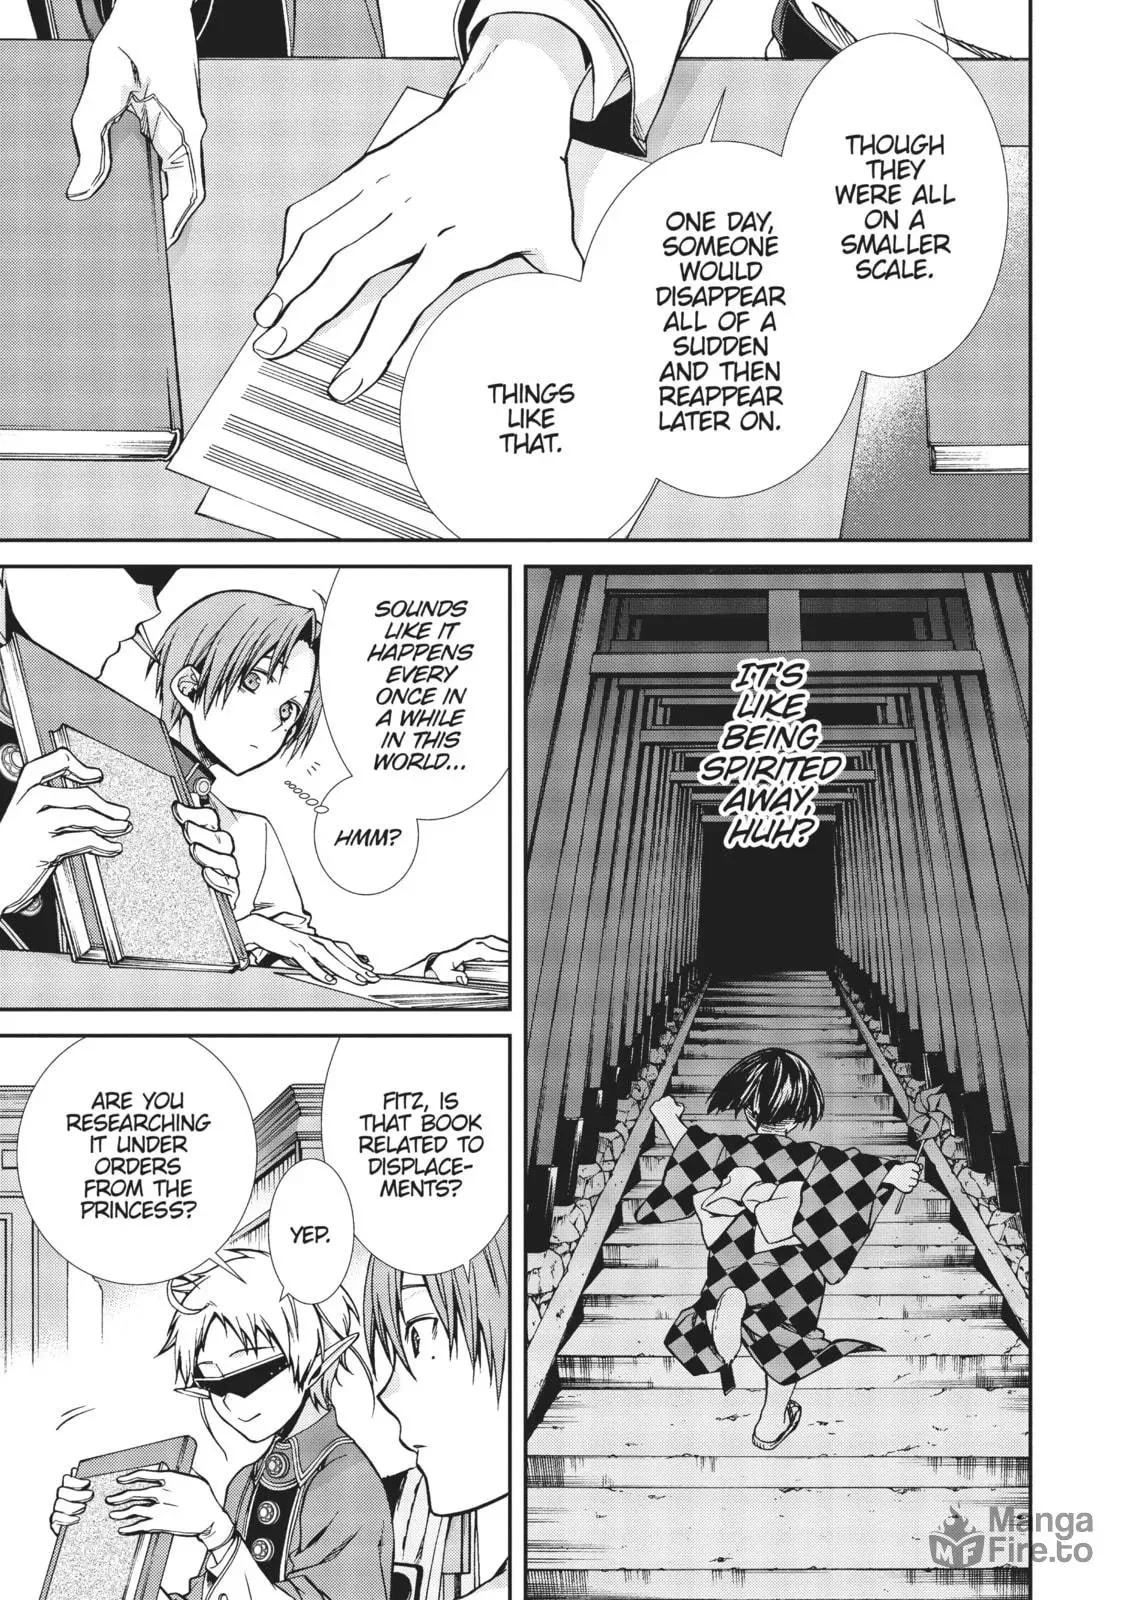 THOUGH
THEY
WERE ALL
ON A
SMALLER
SCALE.
ONE DAY,
SOMEONE
WOULD
DISAPPEAR
ALL OF A
SUDDEN
AND THEN
REAPPEAR
LATER ON.
THINGS
LIKE
THAT.
IT'S
LIKE
BEING
SPIRITED
AWAY,
HUH?
SOUNDS
LIKE IT
HAPPENS
EVERY
ONCE IN
A WHILE
IN THIS
WORLD...
HMM?
FITZ, IS
THAT BOOK
RELATED TO
DISPLACE-
MENTS?
YEP.
ARE YOU
RESEARCHING
IT UNDER
ORDERS
FROM THE
PRINCESS?
Manga
Fire.to